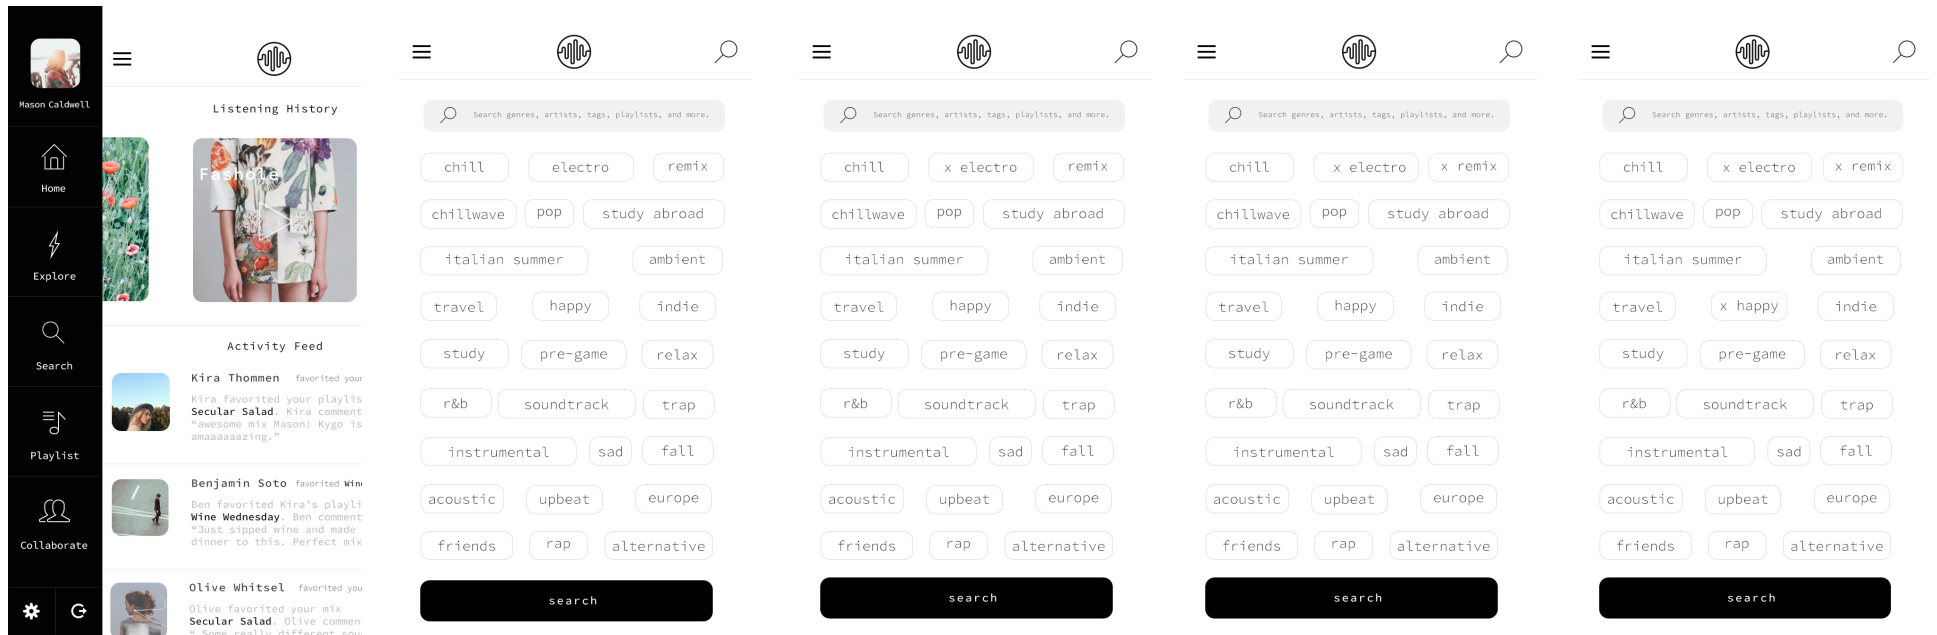 Mason Caldwell
Home
Explore
Search
Playlist
Collaborate
Listening History
Fashole
Activity Feed
Kira Thommen favorited your
Kira favorited your playlis
Secular Salad. Kira comment
“awesome mix Mason! Kygo is
amaaaaaazing.”
Benjamin Soto favorited Wine
Ben favorited Kira's playli
Wine Wednesday. Ben comment
“Just sipped wine and made
dinner to this. Perfect mix
Olive Whitsel favorited you
Olive favorited your mix
Secular Salad. Olive commen
“ Some really different sou
Search genres, artists, tags, playlists, and more.
chill electro remix
chillwave pop study abroad
italian summer ambient
travel happy indie
study pre-game relax
r&b soundtrack trap
instrumental sad fall
acoustic upbeat europe
friends rap alternative
search
Search genres, artists, tags, playlists, and more.
chill x electro remix
chillwave pop study abroad
italian summer ambient
travel happy indie
study pre-game relax
r&b soundtrack trap
instrumental sad fall
acoustic upbeat europe
friends rap alternative
search
Search genres, artists, tags, playlists, and more.
chill x electro x remix
chillwave pop study abroad
italian summer ambient
travel happy indie
study pre-game relax
r&b soundtrack trap
instrumental sad fall
acoustic upbeat europe
friends rap alternative
search
Search genres, artists, tags, playlists, and more.
chill x electro x remix
chillwave pop study abroad
italian summer ambient
travel x happy indie
study pre-game relax
r&b soundtrack trap
instrumental sad fall
acoustic upbeat europe
friends rap alternative
search